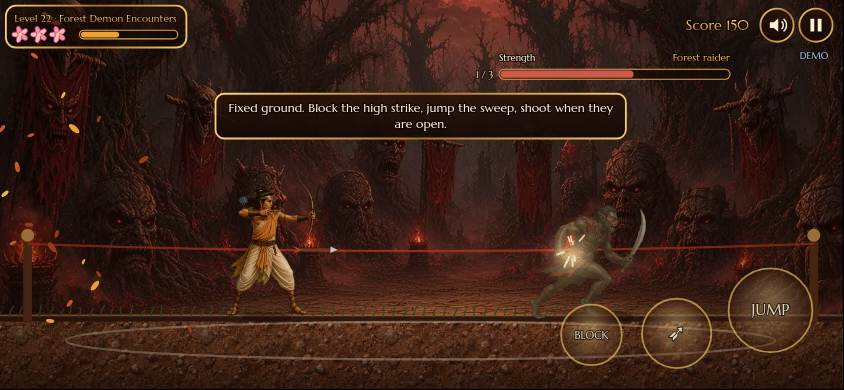 Level 22 · Forest Demon Encounters
Score 150
DEMO
Strength
Forest raider
1 / 3
Fixed ground. Block the high strike, jump the sweep, shoot when they
are open.
BLOCK
JUMP